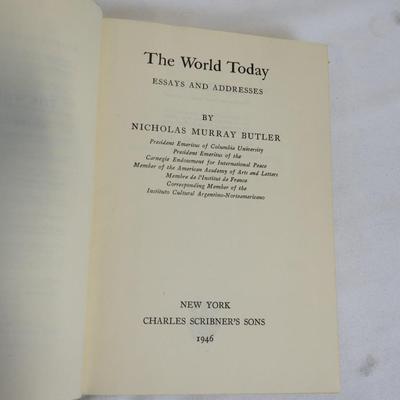 The World Today
ESSAYS AND ADDRESSES
BY
NICHOLAS MURRAY BUTLER
President Emeritus of Columbia University
President Emeritus of the
Carnegie Endowment for International Peace
Member of the American Academy of Arts and Letters
Membre de l'Institut de France
Corresponding Member of the
Instituto Cultural Argentino-Norteamericano
NEW YORK
CHARLES SCRIBNER'S SONS
1946